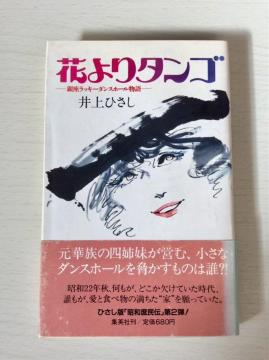 花よりタンゴ
―銀座ラッキーダンスホール物語―
井上ひさし
元華族の四姉妹が営む、小さな
ダンスホールを脅かすものは誰?!
昭和22年秋、何もが、どこか欠けていた時代、
誰もが、愛と食べ物の満ちた“家”を願っていた。
ひさし版『昭和庶民伝』第2弾!
集英社刊/定価680円